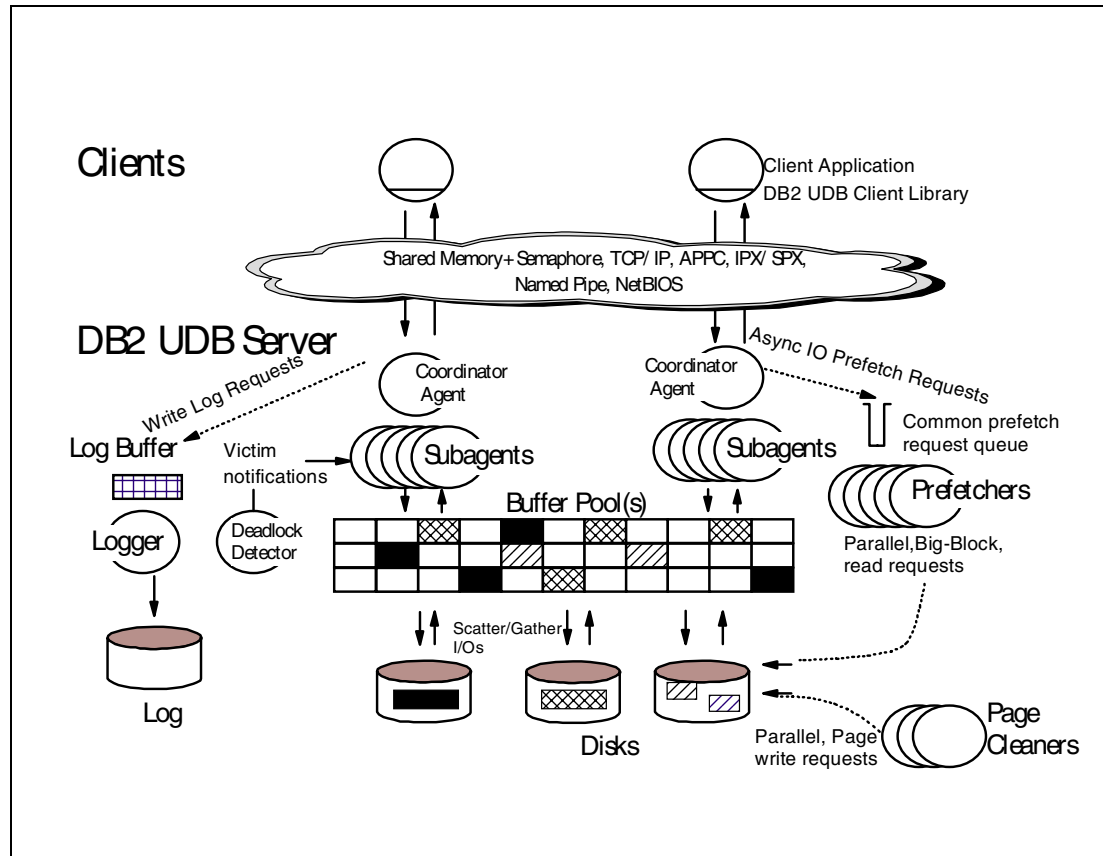 Clients
Client Application
DB2 UDB Client Library
Shared Memory+ Semaphore, TCP/ IP, APPC, IPX/ SPX,
Named Pipe, NetBIOS
DB2 UDB Server
Write Log Requests
Coordinator
Agent
Coordinator
Agent
Async IO Prefetch Requests
Common prefetch
request queue
Log Buffer
Victim
notifications
Subagents
Subagents
Prefetchers
Buffer Pool(s)
Logger
Deadlock
Detector
Parallel,Big-Block,
read requests
Scatter/Gather
I/Os
Log
Disks
Parallel, Page
write requests
Page
Cleaners